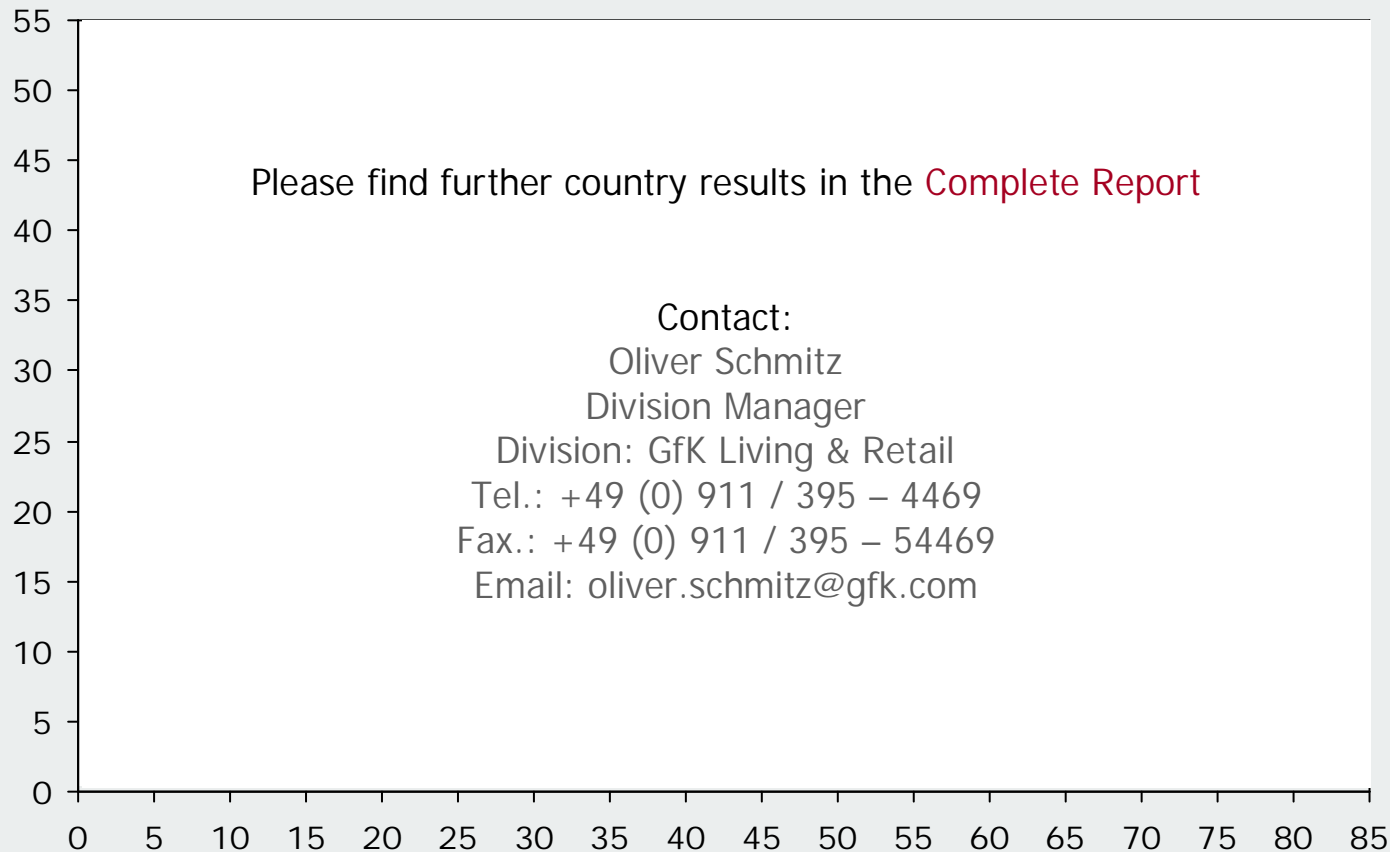 55
50
45
Please find further country results in the Complete Report
40
35
Contact:
30
Oliver Schmitz
Division Manager
25
Division: GfK Living & Retail
20
Tel.: +49 (0) 911 / 395 – 4469
Fax.: +49 (0) 911 / 395 – 54469
15
Email: oliver.schmitz@gfk.com
10
5
0
0 5 10 15 20 25 30 35 40 45 50 55 60 65 70 75 80 85